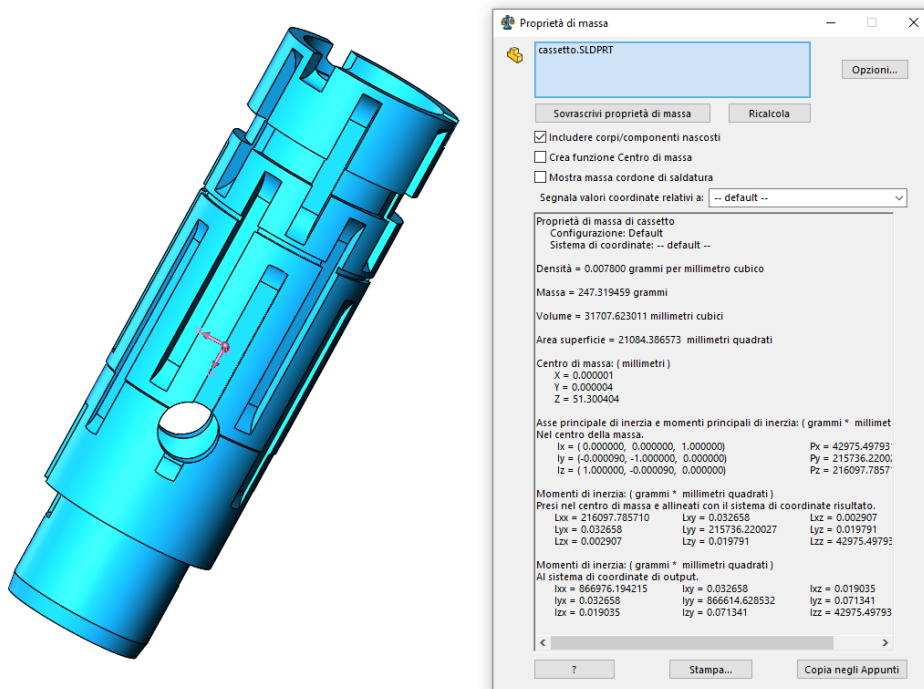 Proprietà di massa
cassetto.SLDPRT
Opzioni...
Sovrascrivi proprietà di massa
Ricalcola
Includere corpi/componenti nascosti
Crea funzione Centro di massa
Mostra massa cordone di saldatura
Segnala valori coordinate relativi a: -- default --
Proprietà di massa di cassetto
Configurazione: Default
Sistema di coordinate: -- default --
Densità = 0.007800 grammi per millimetro cubico
Massa = 247.319459 grammi
Volume = 31707.623011 millimetri cubici
Area superficie = 21084.386573 millimetri quadrati
Centro di massa: ( millimetri )
X = 0.000001
Y = 0.000004
Z = 51.300404
Asse principale di inerzia e momenti principali di inerzia: ( grammi * millimet
Nel centro della massa.
Ix = ( 0.000000, 0.000000, 1.000000) Px = 42975.49793
Iy = (-0.000090, -1.000000, 0.000000) Py = 215736.22002
Iz = ( 1.000000, -0.000090, 0.000000) Pz = 216097.7857
Momenti di inerzia: ( grammi * millimetri quadrati )
Presi nel centro di massa e allineati con il sistema di coordinate risultato.
Lxx = 216097.785710 Lxy = 0.032658 Lxz = 0.002907
Lyx = 0.032658 Lyy = 215736.220027 Lyz = 0.019791
Lzx = 0.002907 Lzy = 0.019791 Lzz = 42975.49793
Momenti di inerzia: ( grammi * millimetri quadrati )
Al sistema di coordinate di output.
Ixx = 866976.194215 Ixy = 0.032658 Ixz = 0.019035
Iyx = 0.032658 Iyy = 866614.628532 Iyz = 0.071341
Izx = 0.019035 Izy = 0.071341 Izz = 42975.49793
?
Stampa...
Copia negli Appunti